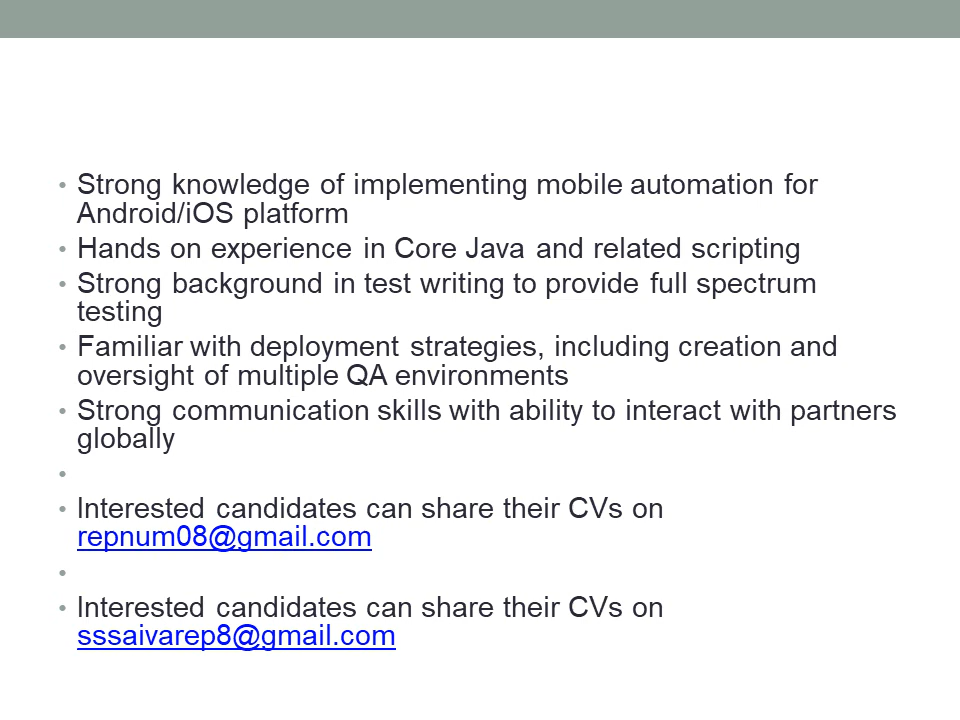 • Strong knowledge of implementing mobile automation for
Android/iOS platform
• Hands on experience in Core Java and related scripting
• Strong background in test writing to provide full spectrum
testing
• Familiar with deployment strategies, including creation and
oversight of multiple QA environments
• Strong communication skills with ability to interact with partners
globally
•
• Interested candidates can share their CVs on
repnum08@gmail.com
•
• Interested candidates can share their CVs on
sssaivarep8@gmail.com